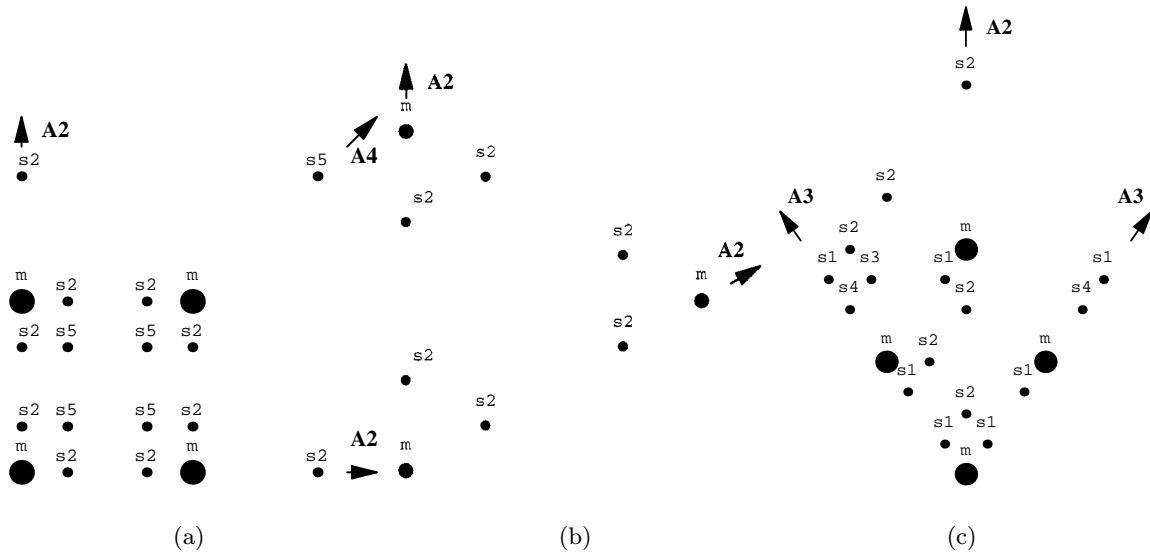 A2
s2
m m
s2 s2
s2 s5 s5 s2
s2 s5 s5 s2
m m
s2 s2
(a)
A2
m
A4
s5 s2
s2
s2
A2
m
s2
s2
s2
A2
s2 m
(b)
A2
s2
s2
A3 A3
s2 m
s1 s3 s1 s1
s4 s2 s4
m s2 m
s1 s1
s2
s1 s1
m
(c)